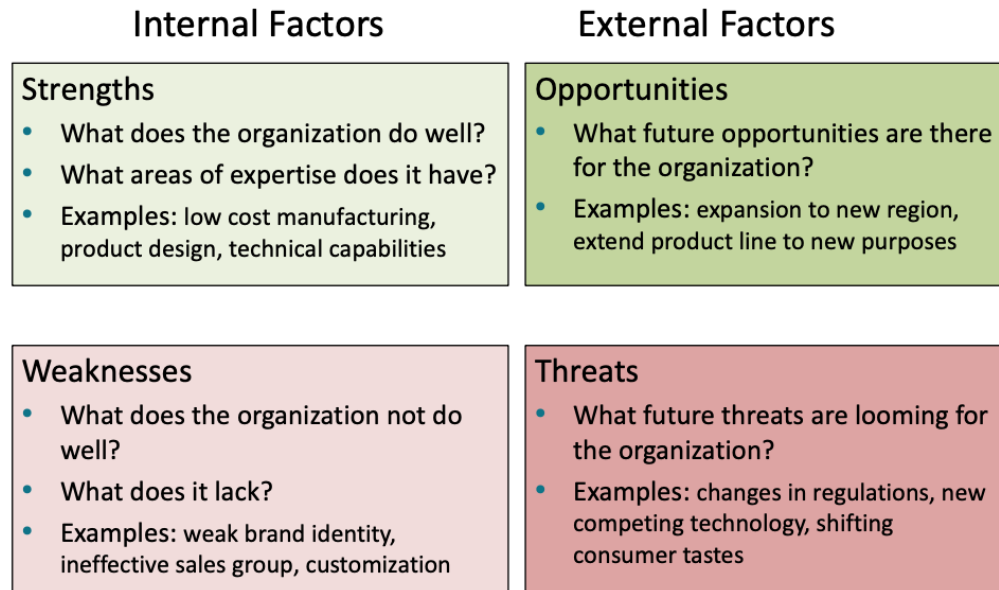 Internal Factors
External Factors
Strengths
• What does the organization do well?
• What areas of expertise does it have?
• Examples: low cost manufacturing,
product design, technical capabilities
Opportunities
• What future opportunities are there
for the organization?
• Examples: expansion to new region,
extend product line to new purposes
Weaknesses
• What does the organization not do
well?
• What does it lack?
• Examples: weak brand identity,
ineffective sales group, customization
Threats
• What future threats are looming for
the organization?
• Examples: changes in regulations, new
competing technology, shifting
consumer tastes